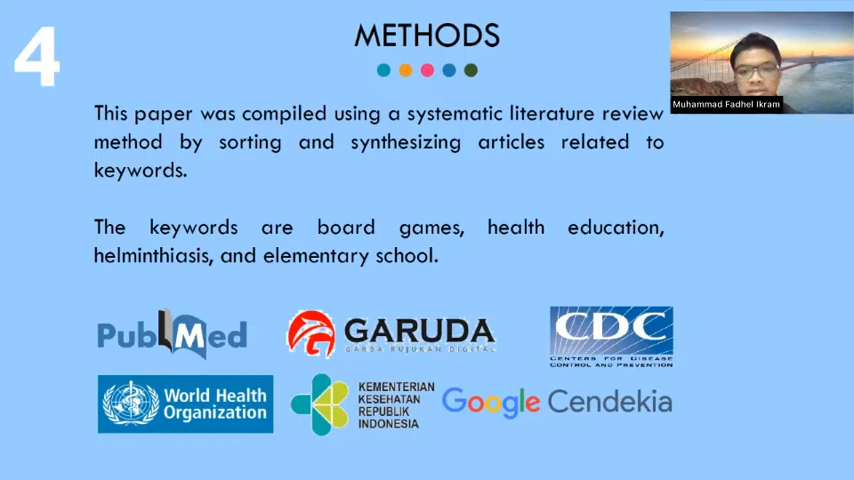 4
METHODS
Muhammad Fadhel Ikram
This paper was compiled using a systematic literature review
method by sorting and synthesizing articles related to
keywords.
The keywords are board games, health education,
helminthiasis, and elementary school.
PubMed
GARUDA
GARBA RUJUKAN DIGITAL
CDC
CENTERS FOR DISEASE
CONTROL AND PREVENTION
World Health
Organization
KEMENTERIAN
KESEHATAN
REPUBLIK
INDONESIA
Google Cendekia